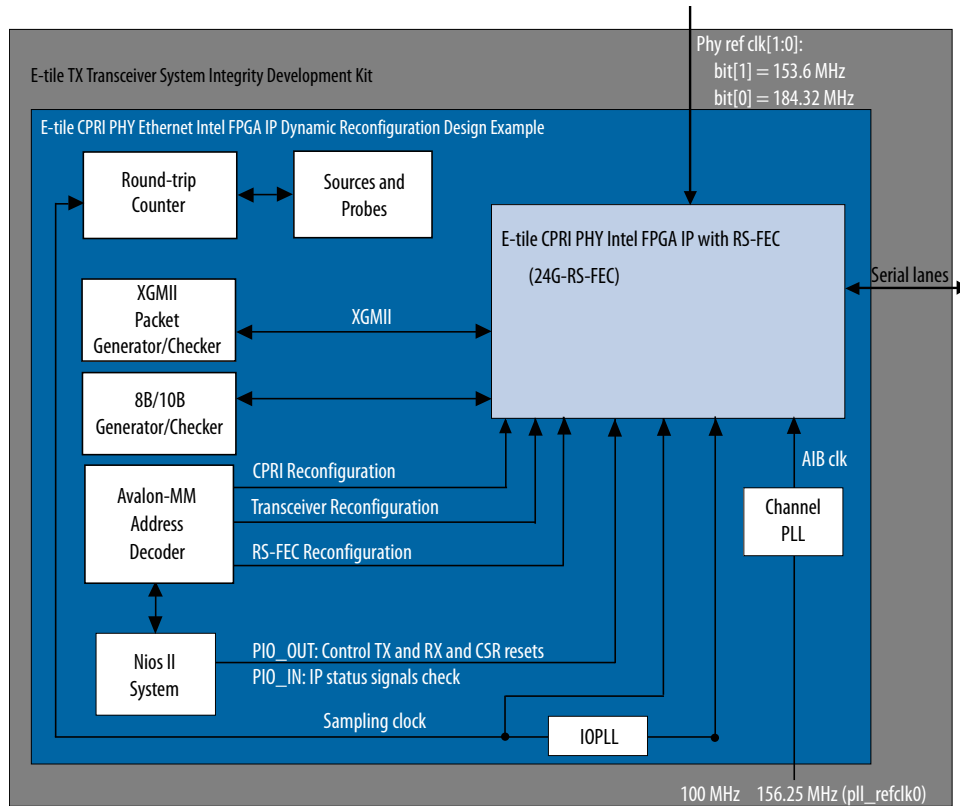 Phy ref clk[1:0]:
bit[1] = 153.6 MHz
bit[0] = 184.32 MHz
E-tile TX Transceiver System Integrity Development Kit
E-tile CPRI PHY Ethernet Intel FPGA IP Dynamic Reconfiguration Design Example
Round-trip
Counter
Sources and
Probes
E-tile CPRI PHY Intel FPGA IP with RS-FEC
(24G-RS-FEC)
Serial lanes
XGMII
Packet
Generator/Checker
XGMII
8B/10B
Generator/Checker
CPRI Reconfiguration
Transceiver Reconfiguration
RS-FEC Reconfiguration
Avalon-MM
Address
Decoder
AIB clk
Channel
PLL
Nios II
System
PIO_OUT: Control TX and RX and CSR resets
PIO_IN: IP status signals check
Sampling clock
IOPLL
100 MHz
156.25 MHz (pll_refclk0)